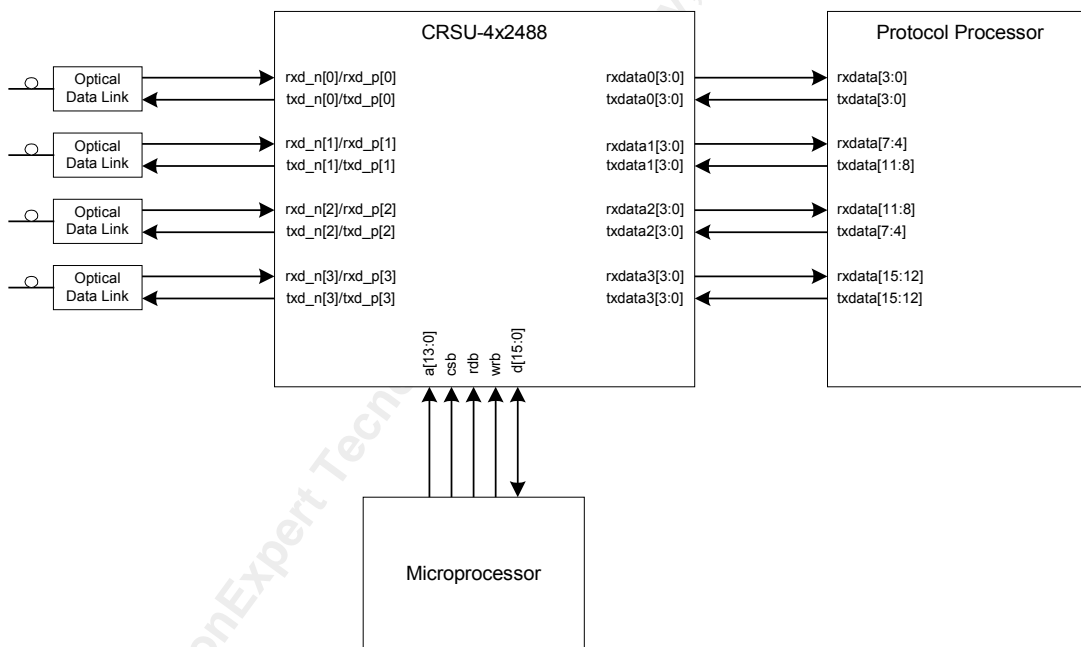 CRSU-4x2488
Protocol Processor
Optical
Data Link
rxd_n[0]/rxd_p[0]
txd_n[0]/txd_p[0]
rxdata0[3:0]
txdata0[3:0]
rxdata[3:0]
txdata[3:0]
Optical
Data Link
rxd_n[1]/rxd_p[1]
txd_n[1]/txd_p[1]
rxdata1[3:0]
txdata1[3:0]
rxdata[7:4]
txdata[11:8]
Optical
Data Link
rxd_n[2]/rxd_p[2]
txd_n[2]/txd_p[2]
rxdata2[3:0]
txdata2[3:0]
rxdata[11:8]
txdata[7:4]
Optical
Data Link
rxd_n[3]/rxd_p[3]
txd_n[3]/txd_p[3]
rxdata3[3:0]
txdata3[3:0]
rxdata[15:12]
txdata[15:12]
a[13:0]
csb
rdb
wrb
d[15:0]
Microprocessor